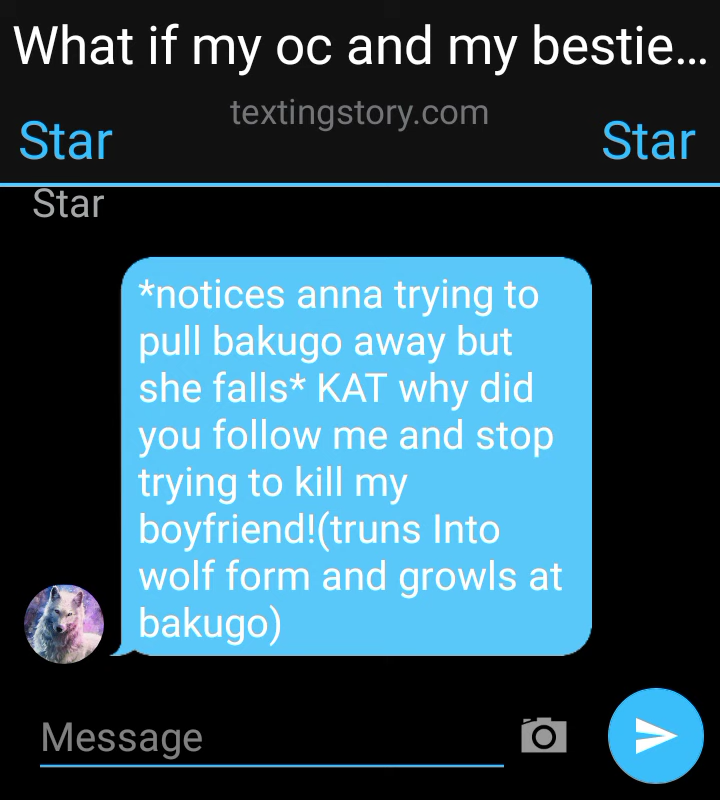 What if my oc and my bestie...
textingstory.com
Star
Star
Star
*notices anna trying to
pull bakugo away but
she falls* KAT why did
you follow me and stop
trying to kill my
boyfriend!(truns Into
wolf form and growls at
bakugo)
Message